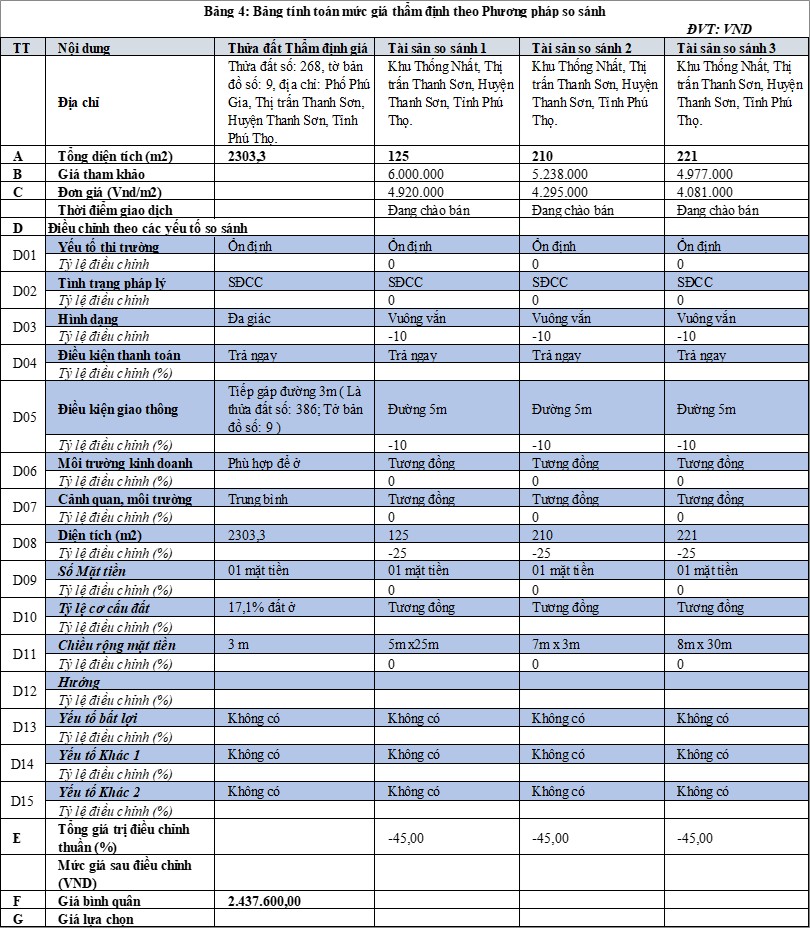 Bảng 4: Bảng tính toán mức giá thẩm định theo Phương pháp so sánh
ĐVT: VND
TT Nội dung Thửa đất Thẩm định giá Tài sản so sánh 1 Tài sản so sánh 2 Tài sản so sánh 3
Địa chỉ
Thửa đất số: 268, tờ bản đồ số: 9, địa chỉ: Phố Phú Gia, Thị trấn Thanh Sơn, Huyện Thanh Sơn, Tỉnh Phú Thọ.
Khu Thống Nhất, Thị trấn Thanh Sơn, Huyện Thanh Sơn, Tỉnh Phú Thọ.
Khu Thống Nhất, Thị trấn Thanh Sơn, Huyện Thanh Sơn, Tỉnh Phú Thọ.
Khu Thống Nhất, Thị trấn Thanh Sơn, Huyện Thanh Sơn, Tỉnh Phú Thọ.
A Tổng diện tích (m2) 2303,3 125 210 221
B Giá tham khảo 6.000.000 5.238.000 4.977.000
C Đơn giá (Vnd/m2) 4.920.000 4.295.000 4.081.000
Thời điểm giao dịch Đang chào bán Đang chào bán Đang chào bán
D Điều chỉnh theo các yếu tố so sánh
D01 Yếu tố thi trường Ổn định Ổn định Ổn định Ổn định
Tỷ lệ điều chỉnh 0 0 0
D02 Tình trạng pháp lý SĐCC SĐCC SĐCC SĐCC
Tỷ lệ điều chỉnh 0 0 0
D03 Hình dạng Đa giác Vuông vắn Vuông vắn Vuông vắn
Tỷ lệ điều chỉnh -10 -10 -10
D04 Điều kiện thanh toán Trả ngay Trả ngay Trả ngay Trả ngay
Tỷ lệ điều chỉnh (%)
D05 Điều kiện giao thông Tiếp gáp đường 3m ( Là thửa đất số: 386; Tờ bản đồ số: 9 ) Đường 5m Đường 5m Đường 5m
Tỷ lệ điều chỉnh (%) -10 -10 -10
D06 Môi trường kinh doanh Phù hợp để ở Tương đồng Tương đồng Tương đồng
Tỷ lệ điều chỉnh (%) 0 0 0
D07 Cảnh quan, môi trường Trung bình Tương đồng Tương đồng Tương đồng
Tỷ lệ điều chỉnh (%) 0 0 0
D08 Diện tích (m2) 2303,3 125 210 221
Tỷ lệ điều chỉnh (%) -25 -25 -25
D09 Số Mặt tiền 01 mặt tiền 01 mặt tiền 01 mặt tiền 01 mặt tiền
Tỷ lệ điều chỉnh (%) 0 0 0
D10 Tỷ lệ cơ cấu đất 17,1% đất ở Tương đồng Tương đồng Tương đồng
Tỷ lệ điều chỉnh (%)
D11 Chiều rộng mặt tiền 3 m 5m x25m 7m x 3m 8m x 30m
Tỷ lệ điều chỉnh (%) 0 0 0
D12 Hướng
Tỷ lệ điều chỉnh (%)
D13 Yếu tố bất lợi Không có Không có Không có Không có
Tỷ lệ điều chỉnh (%)
D14 Yếu tố Khác 1 Không có Không có Không có Không có
Tỷ lệ điều chỉnh (%)
D15 Yếu tố Khác 2 Không có Không có Không có Không có
Tỷ lệ điều chỉnh (%)
E Tổng giá trị điều chỉnh thuần (%) -45,00 -45,00 -45,00
Mức giá sau điều chỉnh (VND)
F Giá bình quân 2.437.600,00
G Giá lựa chọn